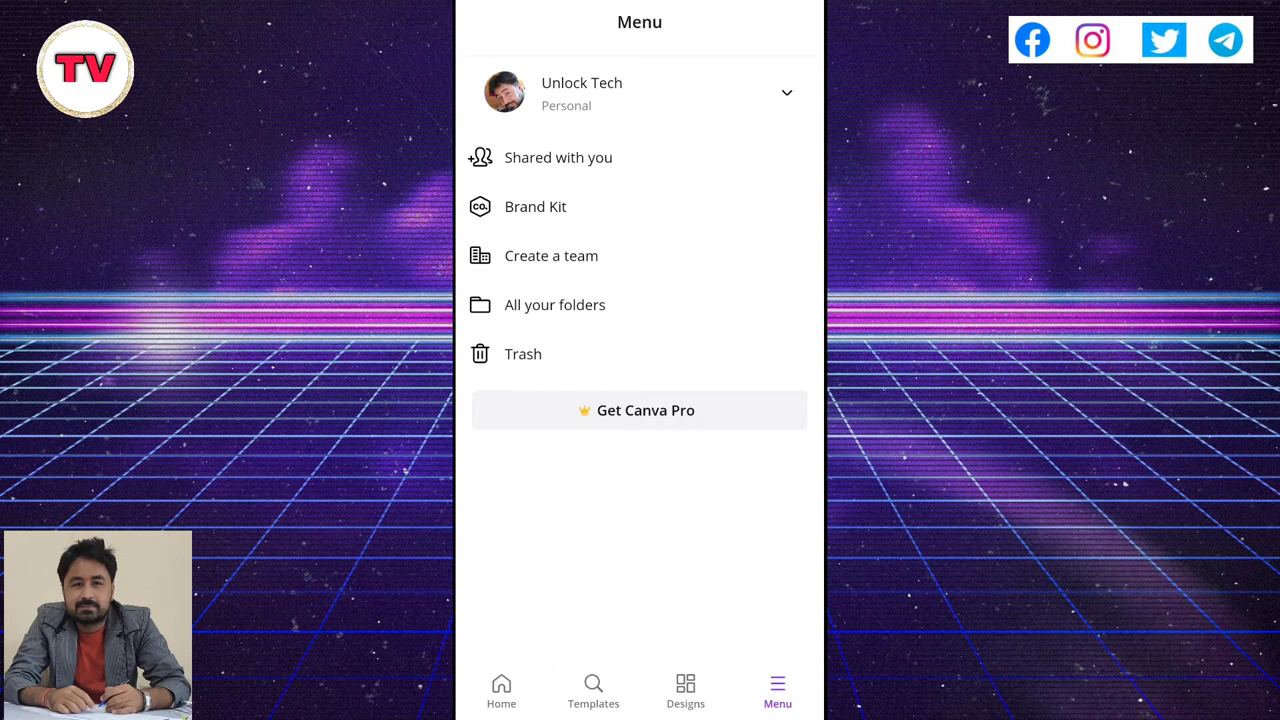 TV
Menu
Unlock Tech
Personal
Shared with you
CO.
Brand Kit
Create a team
All your folders
Trash
Get Canva Pro
Home
Templates
Designs
Menu